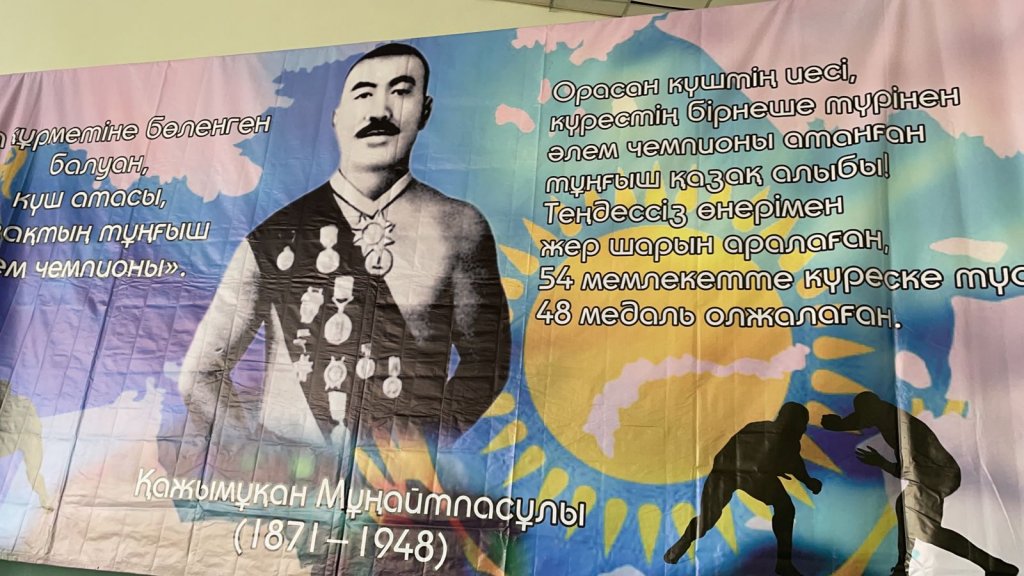 құрметіне бөленген
балуан,
күш атасы,
тұңғыш
чемпионы».
Орасан күштің иесі,
күрестің бірнеше түрінен
әлем чемпионы атанған
тұңғыш қазақ алыбы!
Теңдессіз өнерімен
жер шарын аралаған,
54 мемлекетте күреске
48 медаль олжалаған.
Қажымұқан Мұңайтпасұлы
(1871 – 1948)